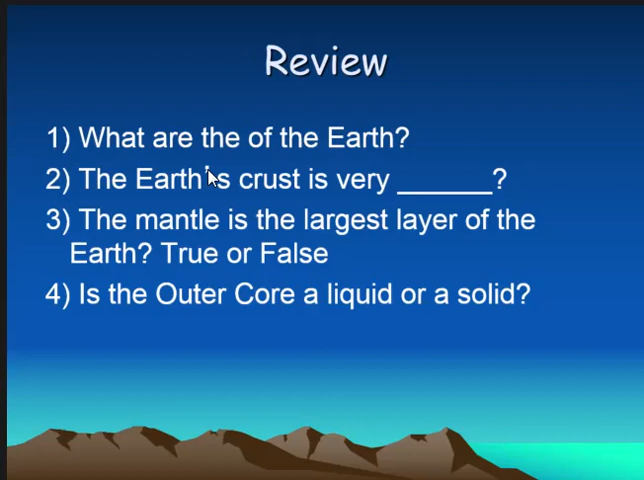 Review
1) What are the of the Earth?
2) The Earth's crust is very ______?
3) The mantle is the largest layer of the
Earth? True or False
4) Is the Outer Core a liquid or a solid?